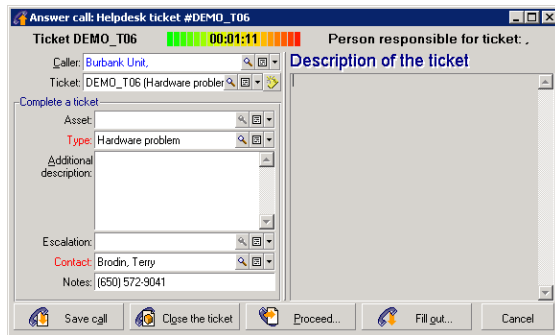 Answer call: Helpdesk ticket #DEMO_T06
Ticket DEMO_T06 00:01:11 Person responsible for ticket: ,
Caller: Burbank Unit,
Ticket: DEMO_T06 (Hardware probler
Complete a ticket
Asset:
Type: Hardware problem
Additional
description:
Escalation:
Contact: Brodin, Terry
Notes: (650) 572-9041
Description of the ticket
Save call Close the ticket Proceed... Fill out... Cancel